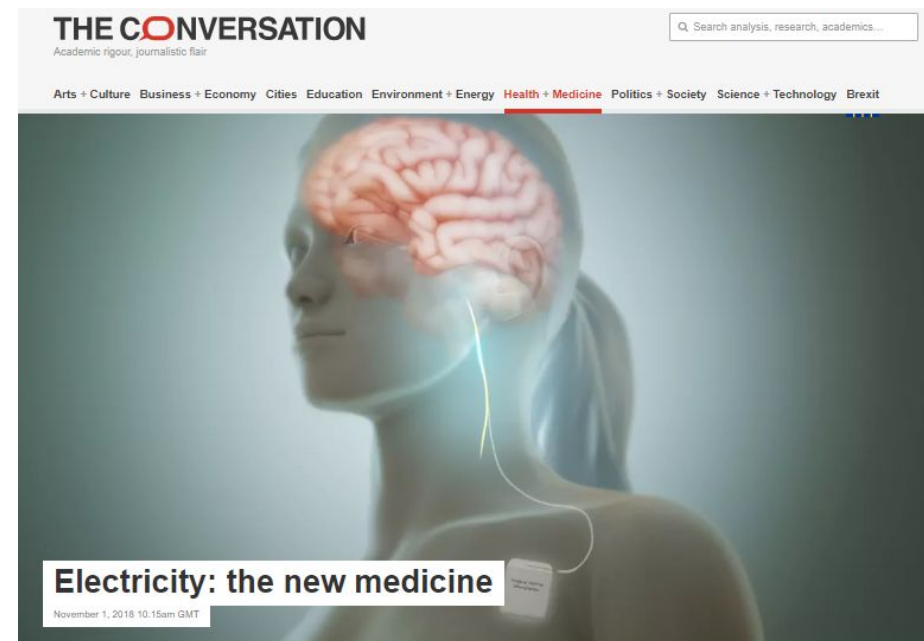 THE CONVERSATION
Academic rigour, journalistic flair
Search analysis, research, academics...
Arts + Culture Business + Economy Cities Education Environment + Energy Health + Medicine Politics + Society Science + Technology Brexit
Electricity: the new medicine
November 1, 2018 10.15am GMT